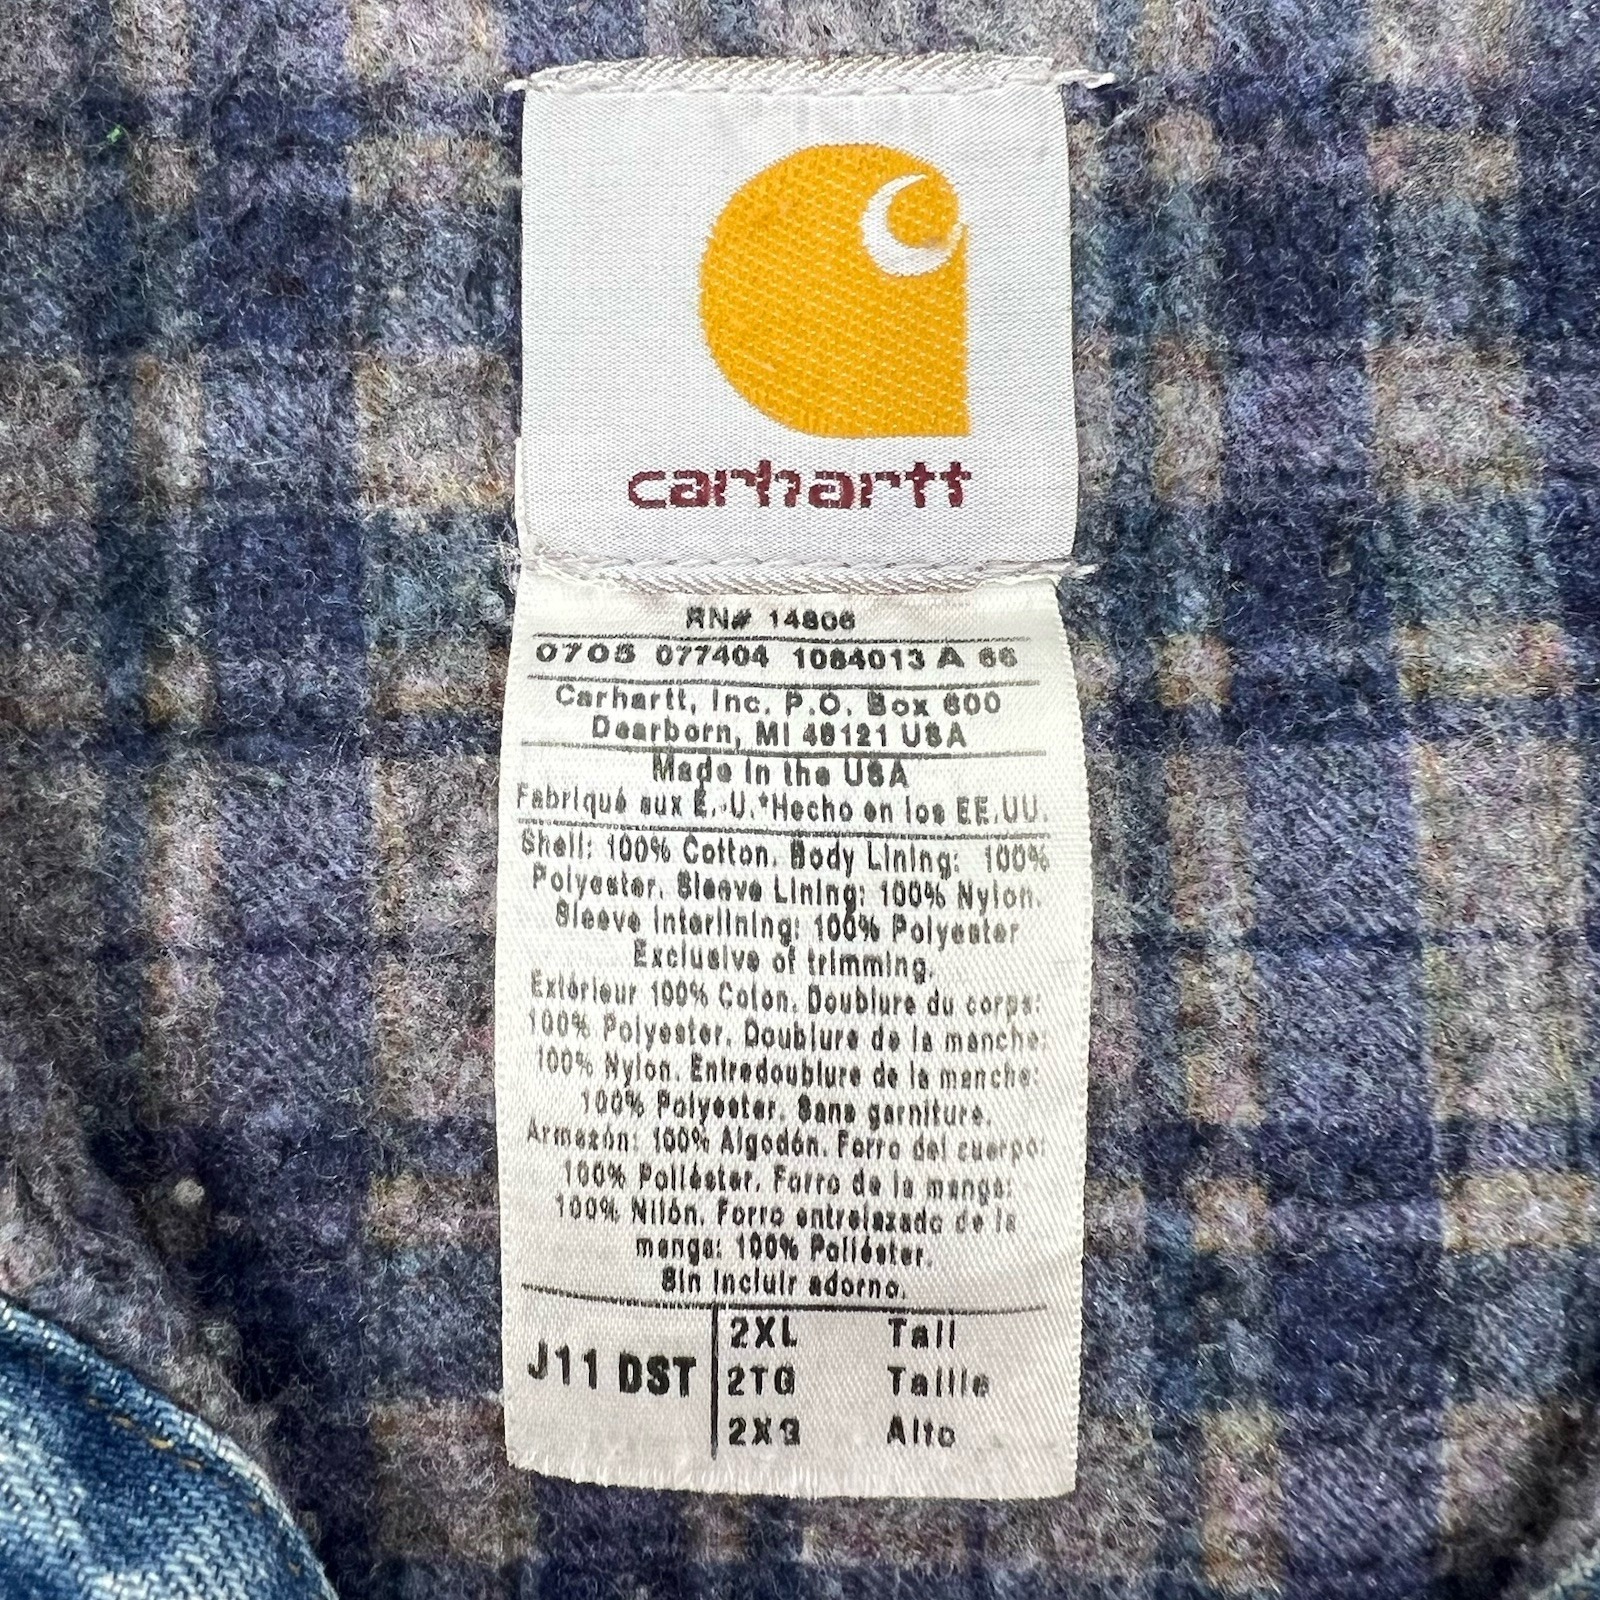 carhartt
RN# 14806
0705 077404 1084013 A 66
Carhartt, Inc. P.O. Box 600
Dearborn, MI 48121 USA
Made in the USA
Fabriqué aux É.-U.*Hecho en los EE.UU.
Shell: 100% Cotton. Body Lining: 100%
Polyester. Sleeve Lining: 100% Nylon.
Sleeve Interlining: 100% Polyester
Exclusive of trimming.
Extérieur 100% Coton. Doublure du corps:
100% Polyester. Doublure de la manche:
100% Nylon. Entredoublure de la manche:
100% Polyester. Sans garniture.
Armazón: 100% Algodón. Forro del cuerpo:
100% Poliéster. Forro de la manga:
100% Nilón. Forro entrelazado de la
manga: 100% Poliéster.
Sin incluir adorno.
J11 DST
2XL Tall
2TG Taille
2XG Alto